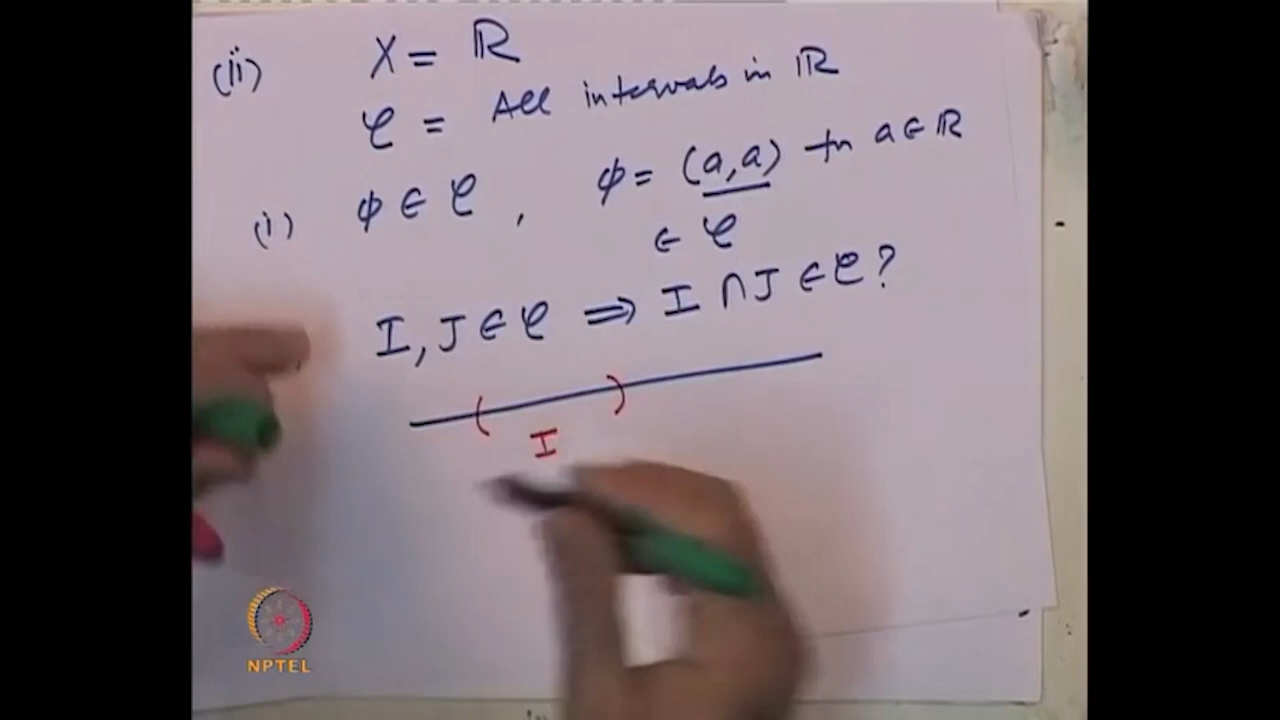 (ii) X = ℝ
𝒞 = All intervals in ℝ
(i) ϕ ∈ 𝒞, ϕ = (a,a) for a ∈ ℝ
∈ 𝒞
I, J ∈ 𝒞 ⇒ I ∩ J ∈ 𝒞?
( )
I
NPTEL